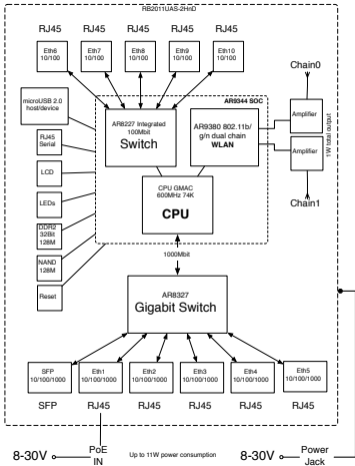 RB2011UAS-2HnD
RJ45 RJ45 RJ45 RJ45 RJ45
Eth6
10/100
Eth7
10/100
Eth8
10/100
Eth9
10/100
Eth10
10/100
Chain0
microUSB 2.0
host/device
AR9344 SOC
AR8227 Integrated
100Mbit
Switch
AR9380 802.11b/
g/n dual chain
WLAN
Amplifier
Amplifier
1W total output
Chain1
RJ45
Serial
LCD
LEDs
DDR2
32Bit
128M
NAND
128M
Reset
CPU GMAC
600MHz 74K
CPU
1000Mbit
AR8327
Gigabit Switch
SFP
10/100/1000
Eth1
10/100/1000
Eth2
10/100/1000
Eth3
10/100/1000
Eth4
10/100/1000
Eth5
10/100/1000
SFP RJ45 RJ45 RJ45 RJ45 RJ45
8-30V
PoE
IN
Up to 11W power consumption
8-30V
Power
Jack